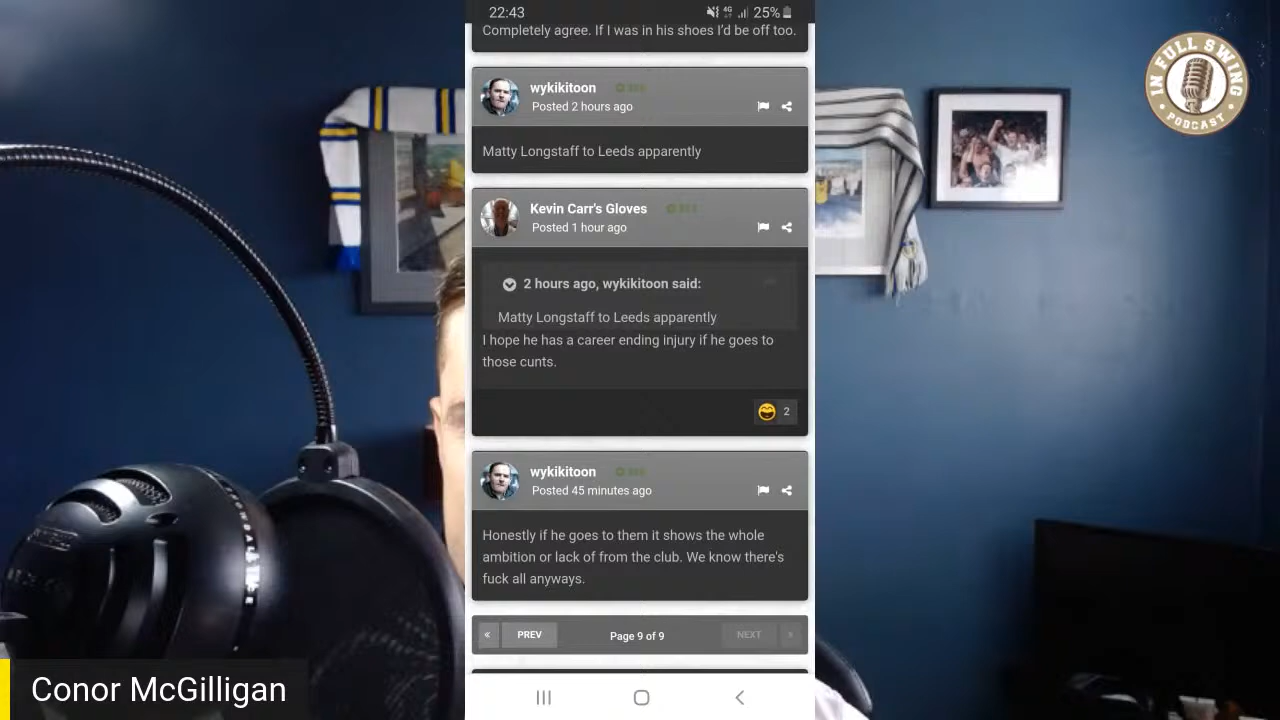 22:43
4G
25%
IN FULL SWING
PODCAST
Completely agree. If I was in his shoes I'd be off too.
wykikitoon
Posted 2 hours ago
Matty Longstaff to Leeds apparently
Kevin Carr's Gloves
Posted 1 hour ago
2 hours ago, wykikitoon said:
Matty Longstaff to Leeds apparently
I hope he has a career ending injury if he goes to
those cunts.
2
wykikitoon
Posted 45 minutes ago
Honestly if he goes to them it shows the whole
ambition or lack of from the club. We know there's
fuck all anyways.
« PREV
Page 9 of 9
NEXT »
Conor McGilligan